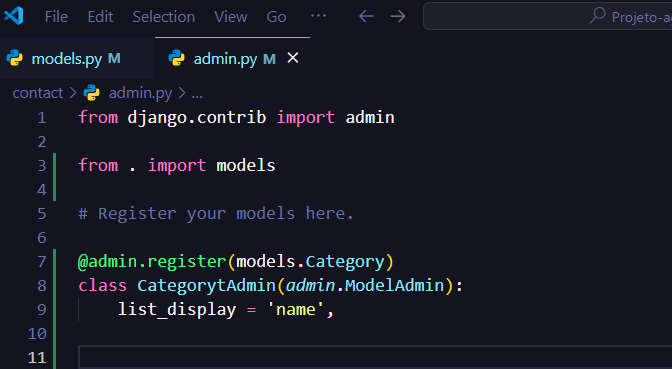 File Edit Selection View Go ··· ← → Projeto-a
models.py M admin.py M ×
contact > admin.py > ...
1 from django.contrib import admin
2
3 from . import models
4
5 # Register your models here.
6
7 @admin.register(models.Category)
8 class CategorytAdmin(admin.ModelAdmin):
9 list_display = 'name',
10
11